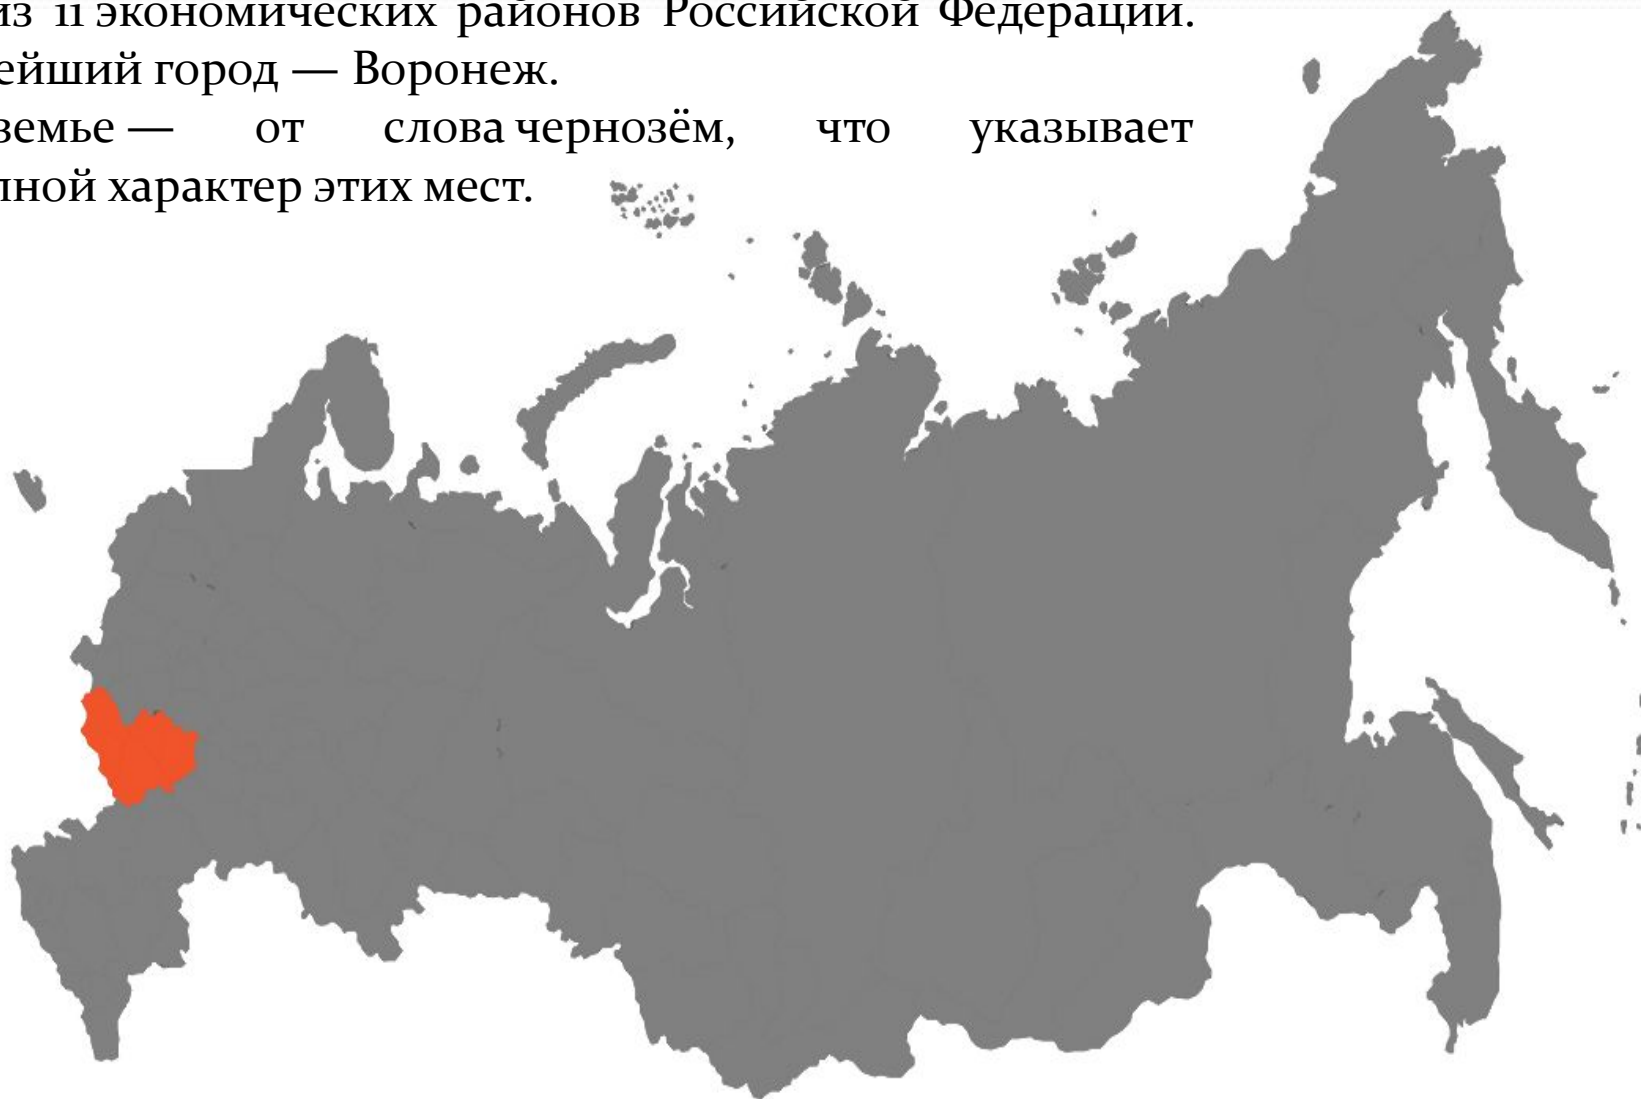 из 11 экономических районов Российской Федерации.
ейший город — Воронеж.
земье — от слова чернозём, что указывает
ной характер этих мест.